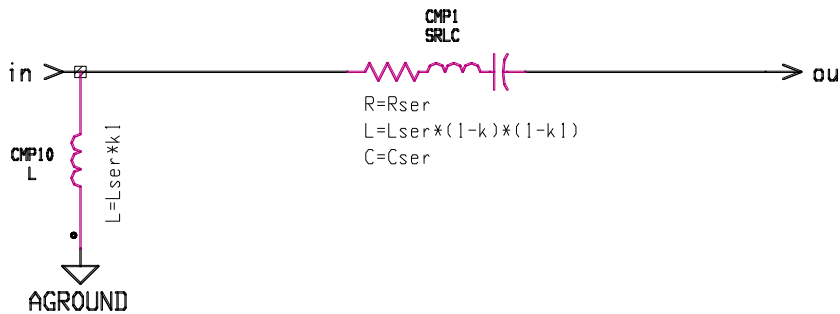 CMP1
SRLC
in
ou
R=Rser
L=Lser*(1-k)*(1-k1)
C=Cser
CMP10
L
L=Lser*k1
AGROUND